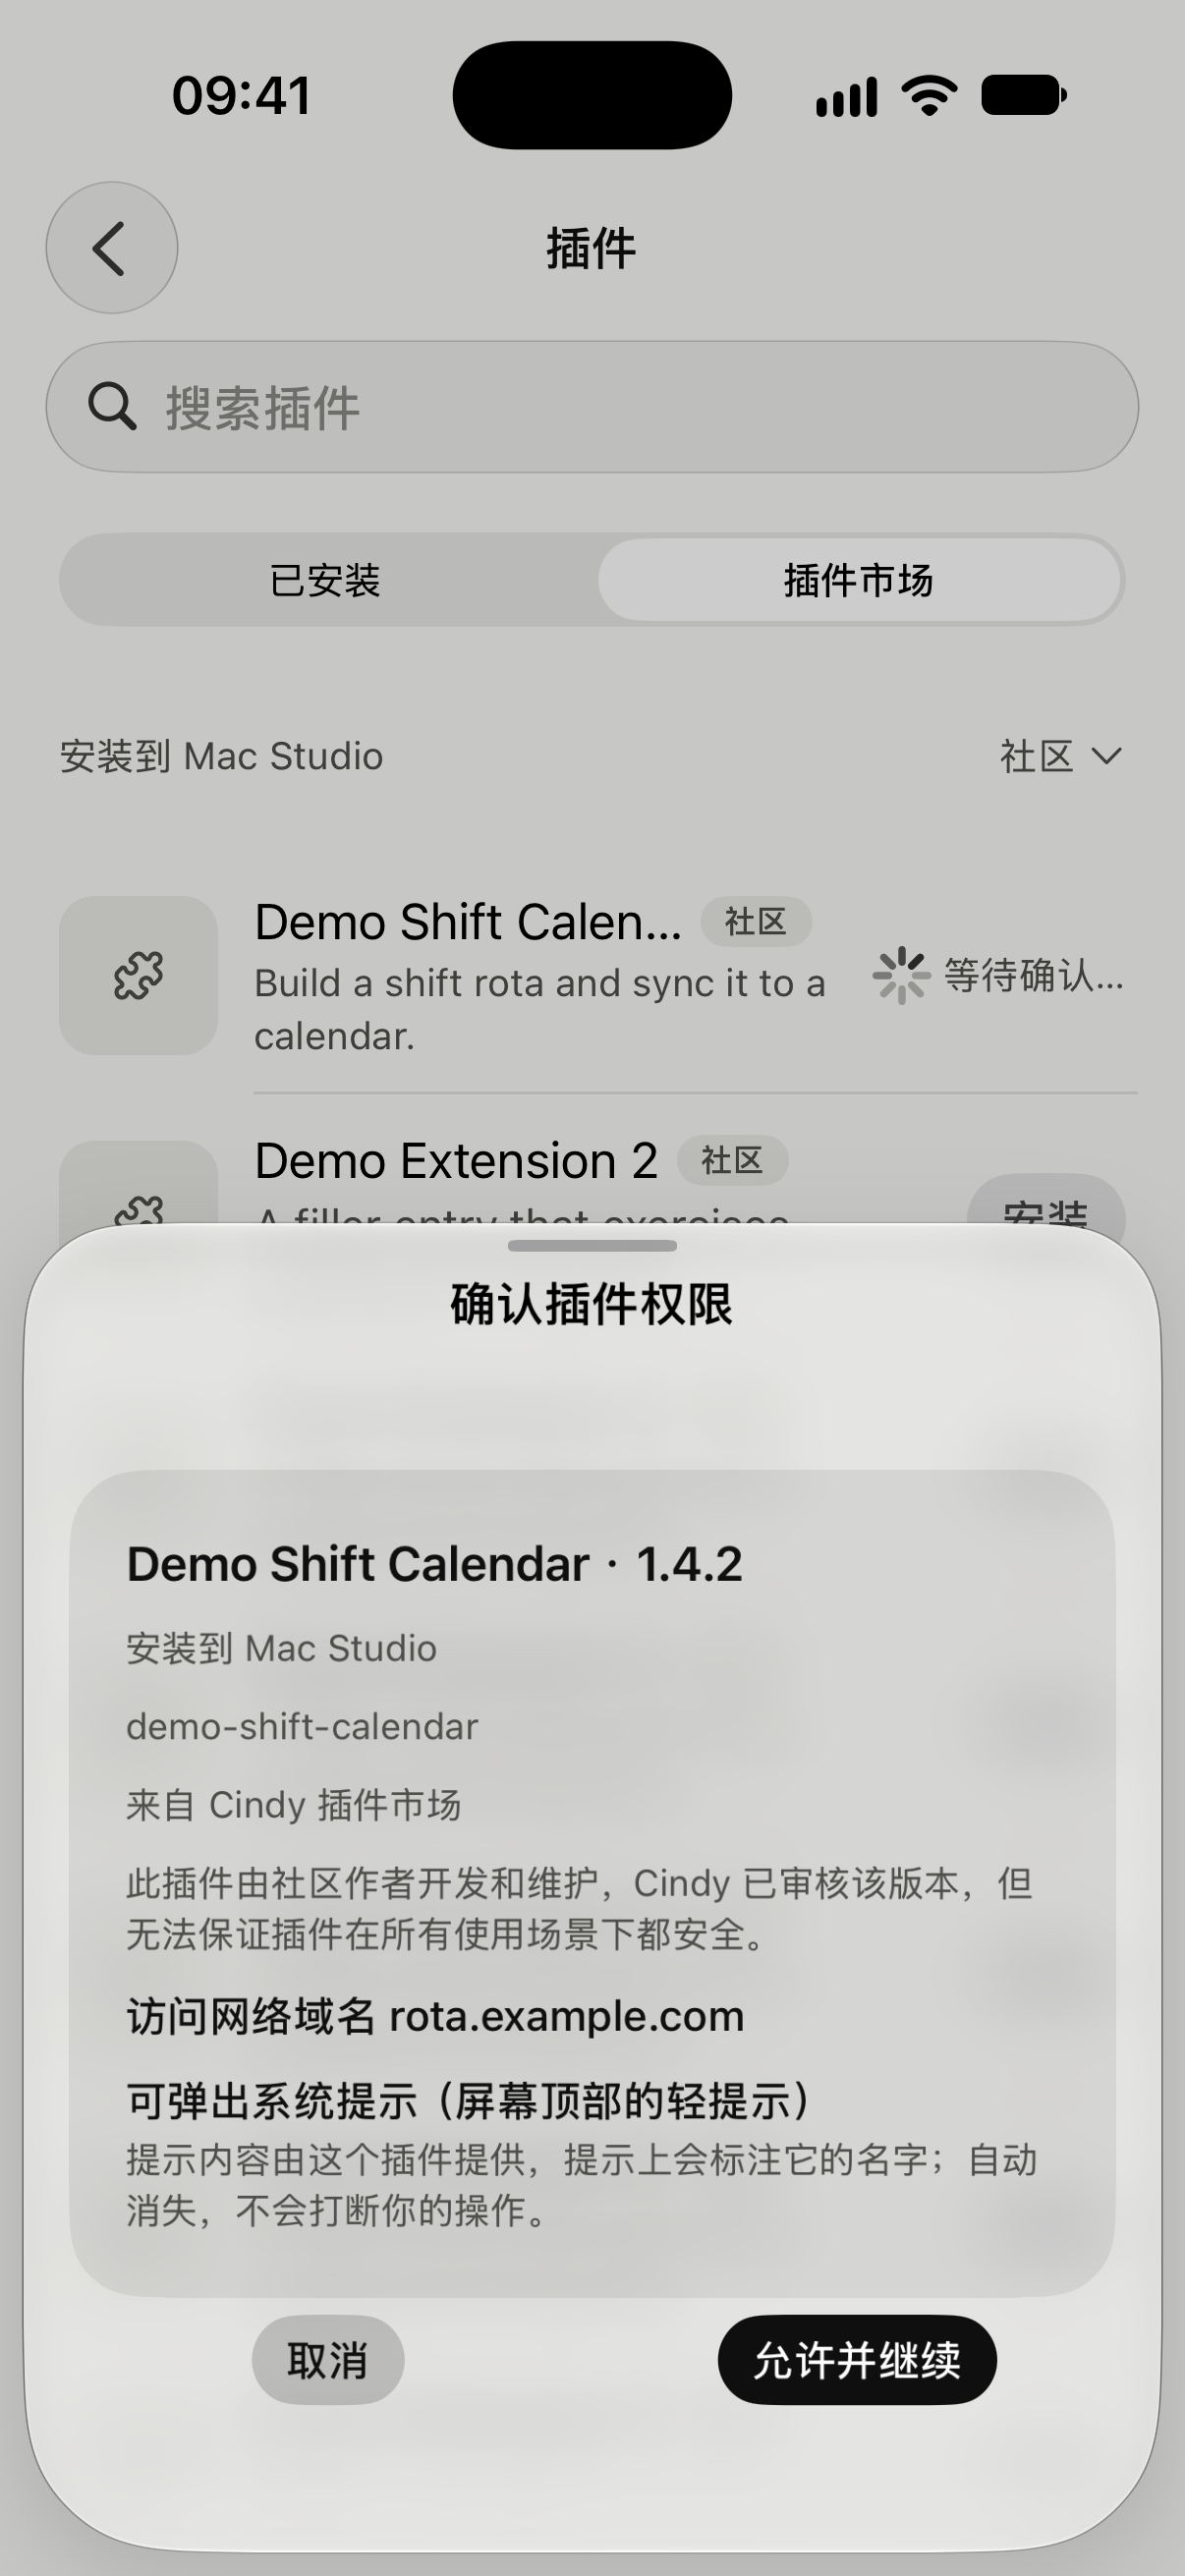 09:41
插件
搜索插件
已安装
插件市场
安装到 Mac Studio
社区
Demo Shift Calen...
社区
Build a shift rota and sync it to a
calendar.
等待确认...
Demo Extension 2
社区
A filler entry that exercises
安装
确认插件权限
Demo Shift Calendar · 1.4.2
安装到 Mac Studio
demo-shift-calendar
来自 Cindy 插件市场
此插件由社区作者开发和维护，Cindy 已审核该版本，但
无法保证插件在所有使用场景下都安全。
访问网络域名 rota.example.com
可弹出系统提示（屏幕顶部的轻提示）
提示内容由这个插件提供，提示上会标注它的名字；自动
消失，不会打断你的操作。
取消
允许并继续